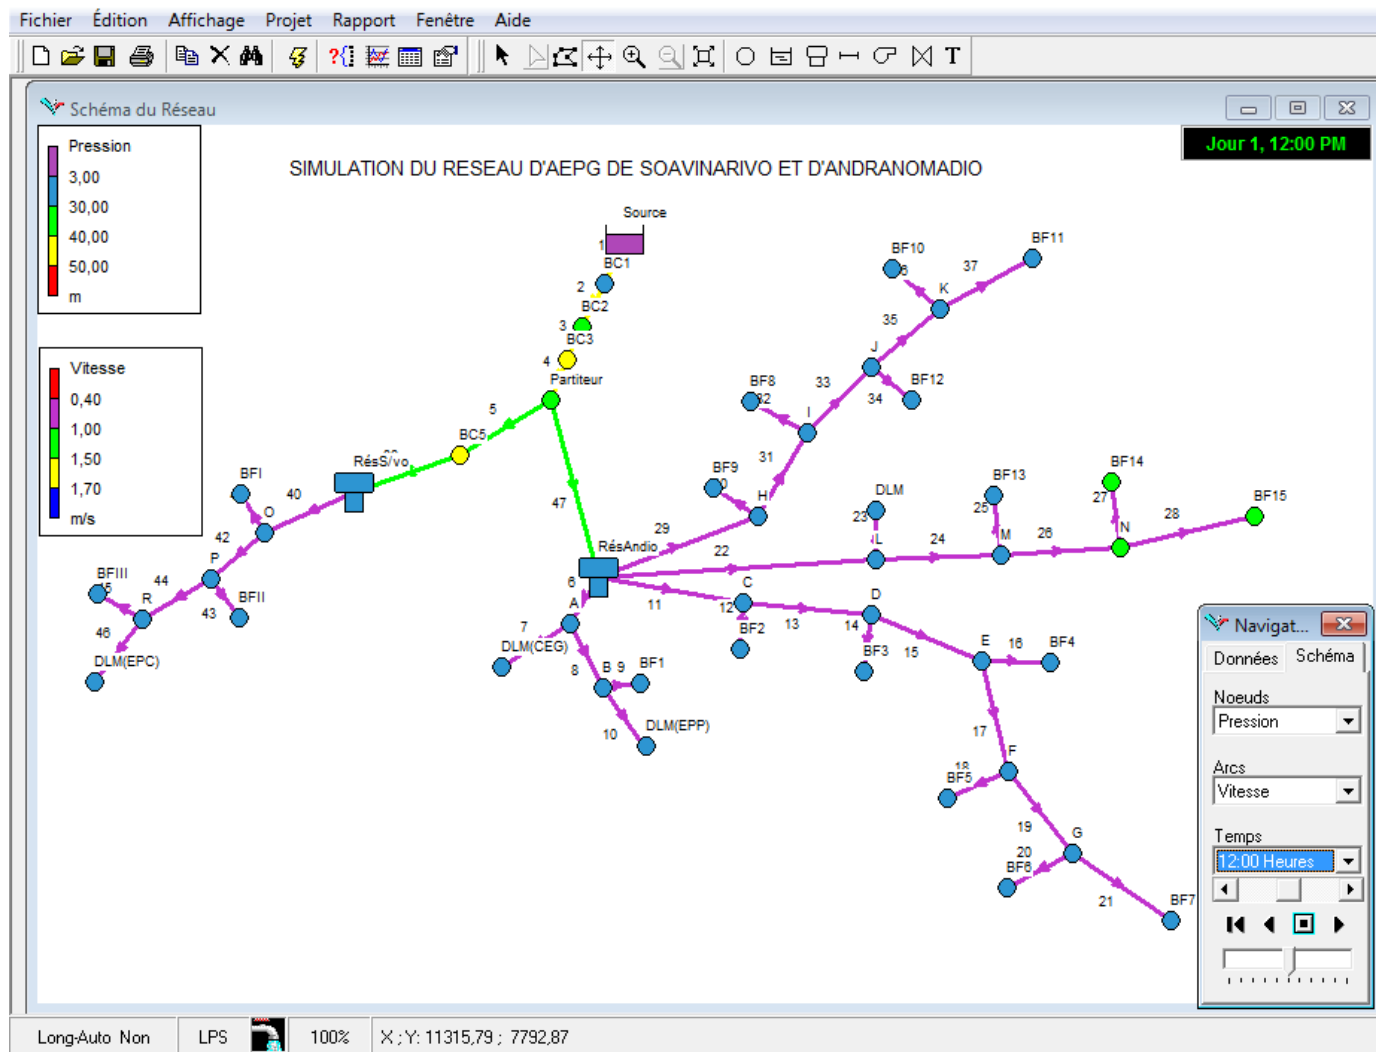 Fichier Édition Affichage Projet Rapport Fenêtre Aide
Schéma du Réseau
Jour 1, 12:00 PM
Pression
3,00
30,00
40,00
50,00
m
Vitesse
0,40
1,00
1,50
1,70
m/s
SIMULATION DU RESEAU D'AEPG DE SOAVINARIVO ET D'ANDRANOMADIO
Source
1
BC1
2
BC2
3
BC3
4
Partiteur
5
BC5
RésS/vo
BFI
40
O
42
P
BFIII
44
R
43
BFII
46
DLM(EPC)
47
RésAndio
6
A
7
DLM(CEG)
8
B 9
BF1
10
DLM(EPP)
BF10
37
BF11
K
35
J
BF12
34
33
BF8
I
31
BF9
H
29
22
DLM
23
L
24
BF13
25
M
26
BF14
27
N
28
BF15
11
C
12
BF2
13
D
14
BF3
15
E
16
BF4
17
F
BF5
19
G
20
BF6
21
BF7
Navigat...
Données Schéma
Noeuds
Pression
Arcs
Vitesse
Temps
12:00 Heures
Long-Auto Non LPS 100% X ; Y: 11315,79 ; 7792,87